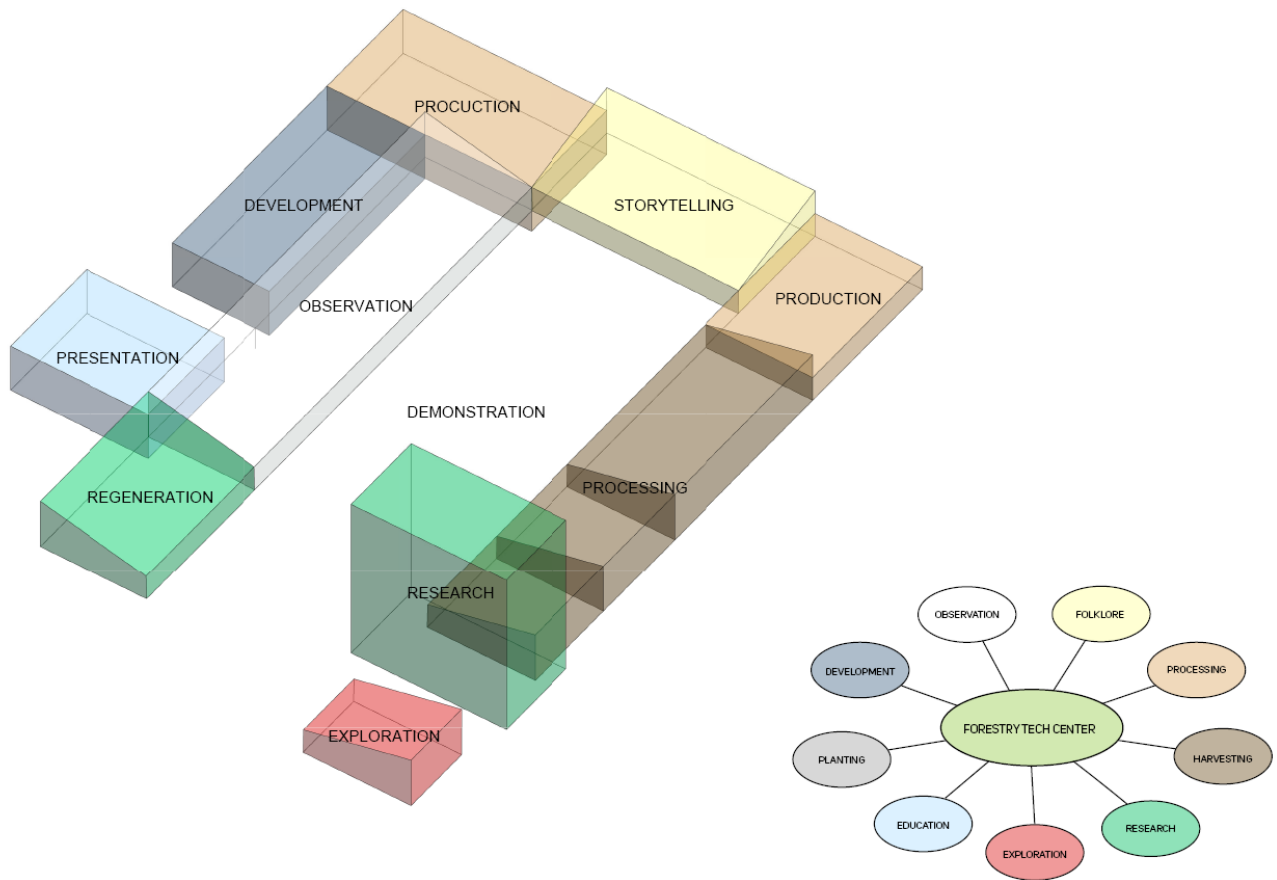 PROCUCTION
DEVELOPMENT
STORYTELLING
OBSERVATION
PRODUCTION
PRESENTATION
DEMONSTRATION
REGENERATION
PROCESSING
RESEARCH
EXPLORATION
OBSERVATION
FOLKLORE
DEVELOPMENT
PROCESSING
FORESTRYTECH CENTER
PLANTING
HARVESTING
EDUCATION
RESEARCH
EXPLORATION